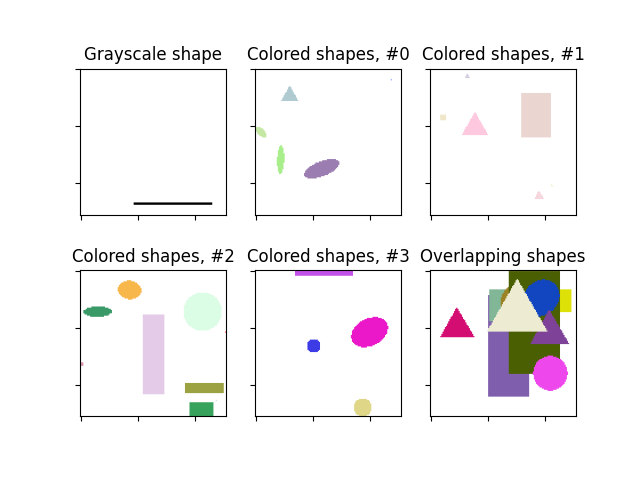 Grayscale shape
Colored shapes, #0
Colored shapes, #1
Colored shapes, #2
Colored shapes, #3
Overlapping shapes